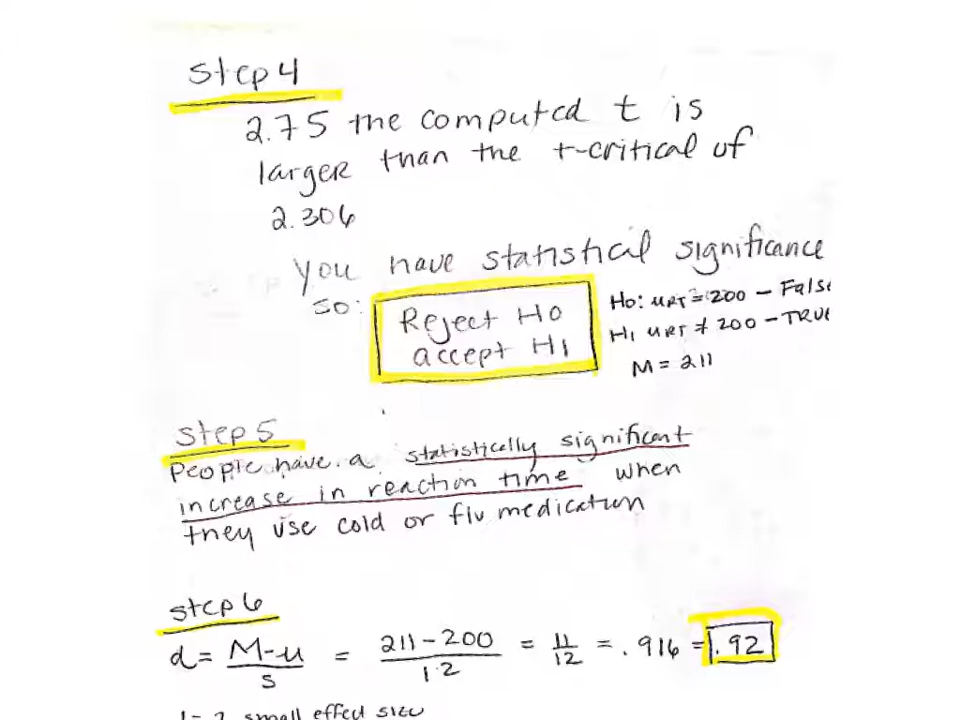 Step 4
2.75 the computed t is
larger than the t-critical of
2.306
you have statistical significance
so:
Reject H0
accept H1
Ho: uRT = 200 - False
H1 uRT ≠ 200 - TRUE
M = 211
Step 5
People have a statistically significant
increase in reaction time when
they use cold or flu medication
step 6
d = M-u / s = 211-200 / 12 = 11/12 = .916 = .92
small effect size